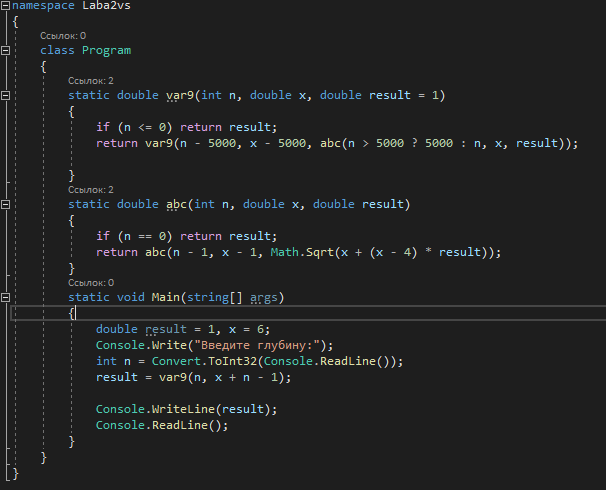 namespace Laba2vs
{
Ссылок: 0
class Program
{
Ссылок: 2
static double var9(int n, double x, double result = 1)
{
if (n <= 0) return result;
return var9(n - 5000, x - 5000, abc(n > 5000 ? 5000 : n, x, result));
}
Ссылок: 2
static double abc(int n, double x, double result)
{
if (n == 0) return result;
return abc(n - 1, x - 1, Math.Sqrt(x + (x - 4) * result));
}
Ссылок: 0
static void Main(string[] args)
{
double result = 1, x = 6;
Console.Write("Введите глубину:");
int n = Convert.ToInt32(Console.ReadLine());
result = var9(n, x + n - 1);
Console.WriteLine(result);
Console.ReadLine();
}
}
}